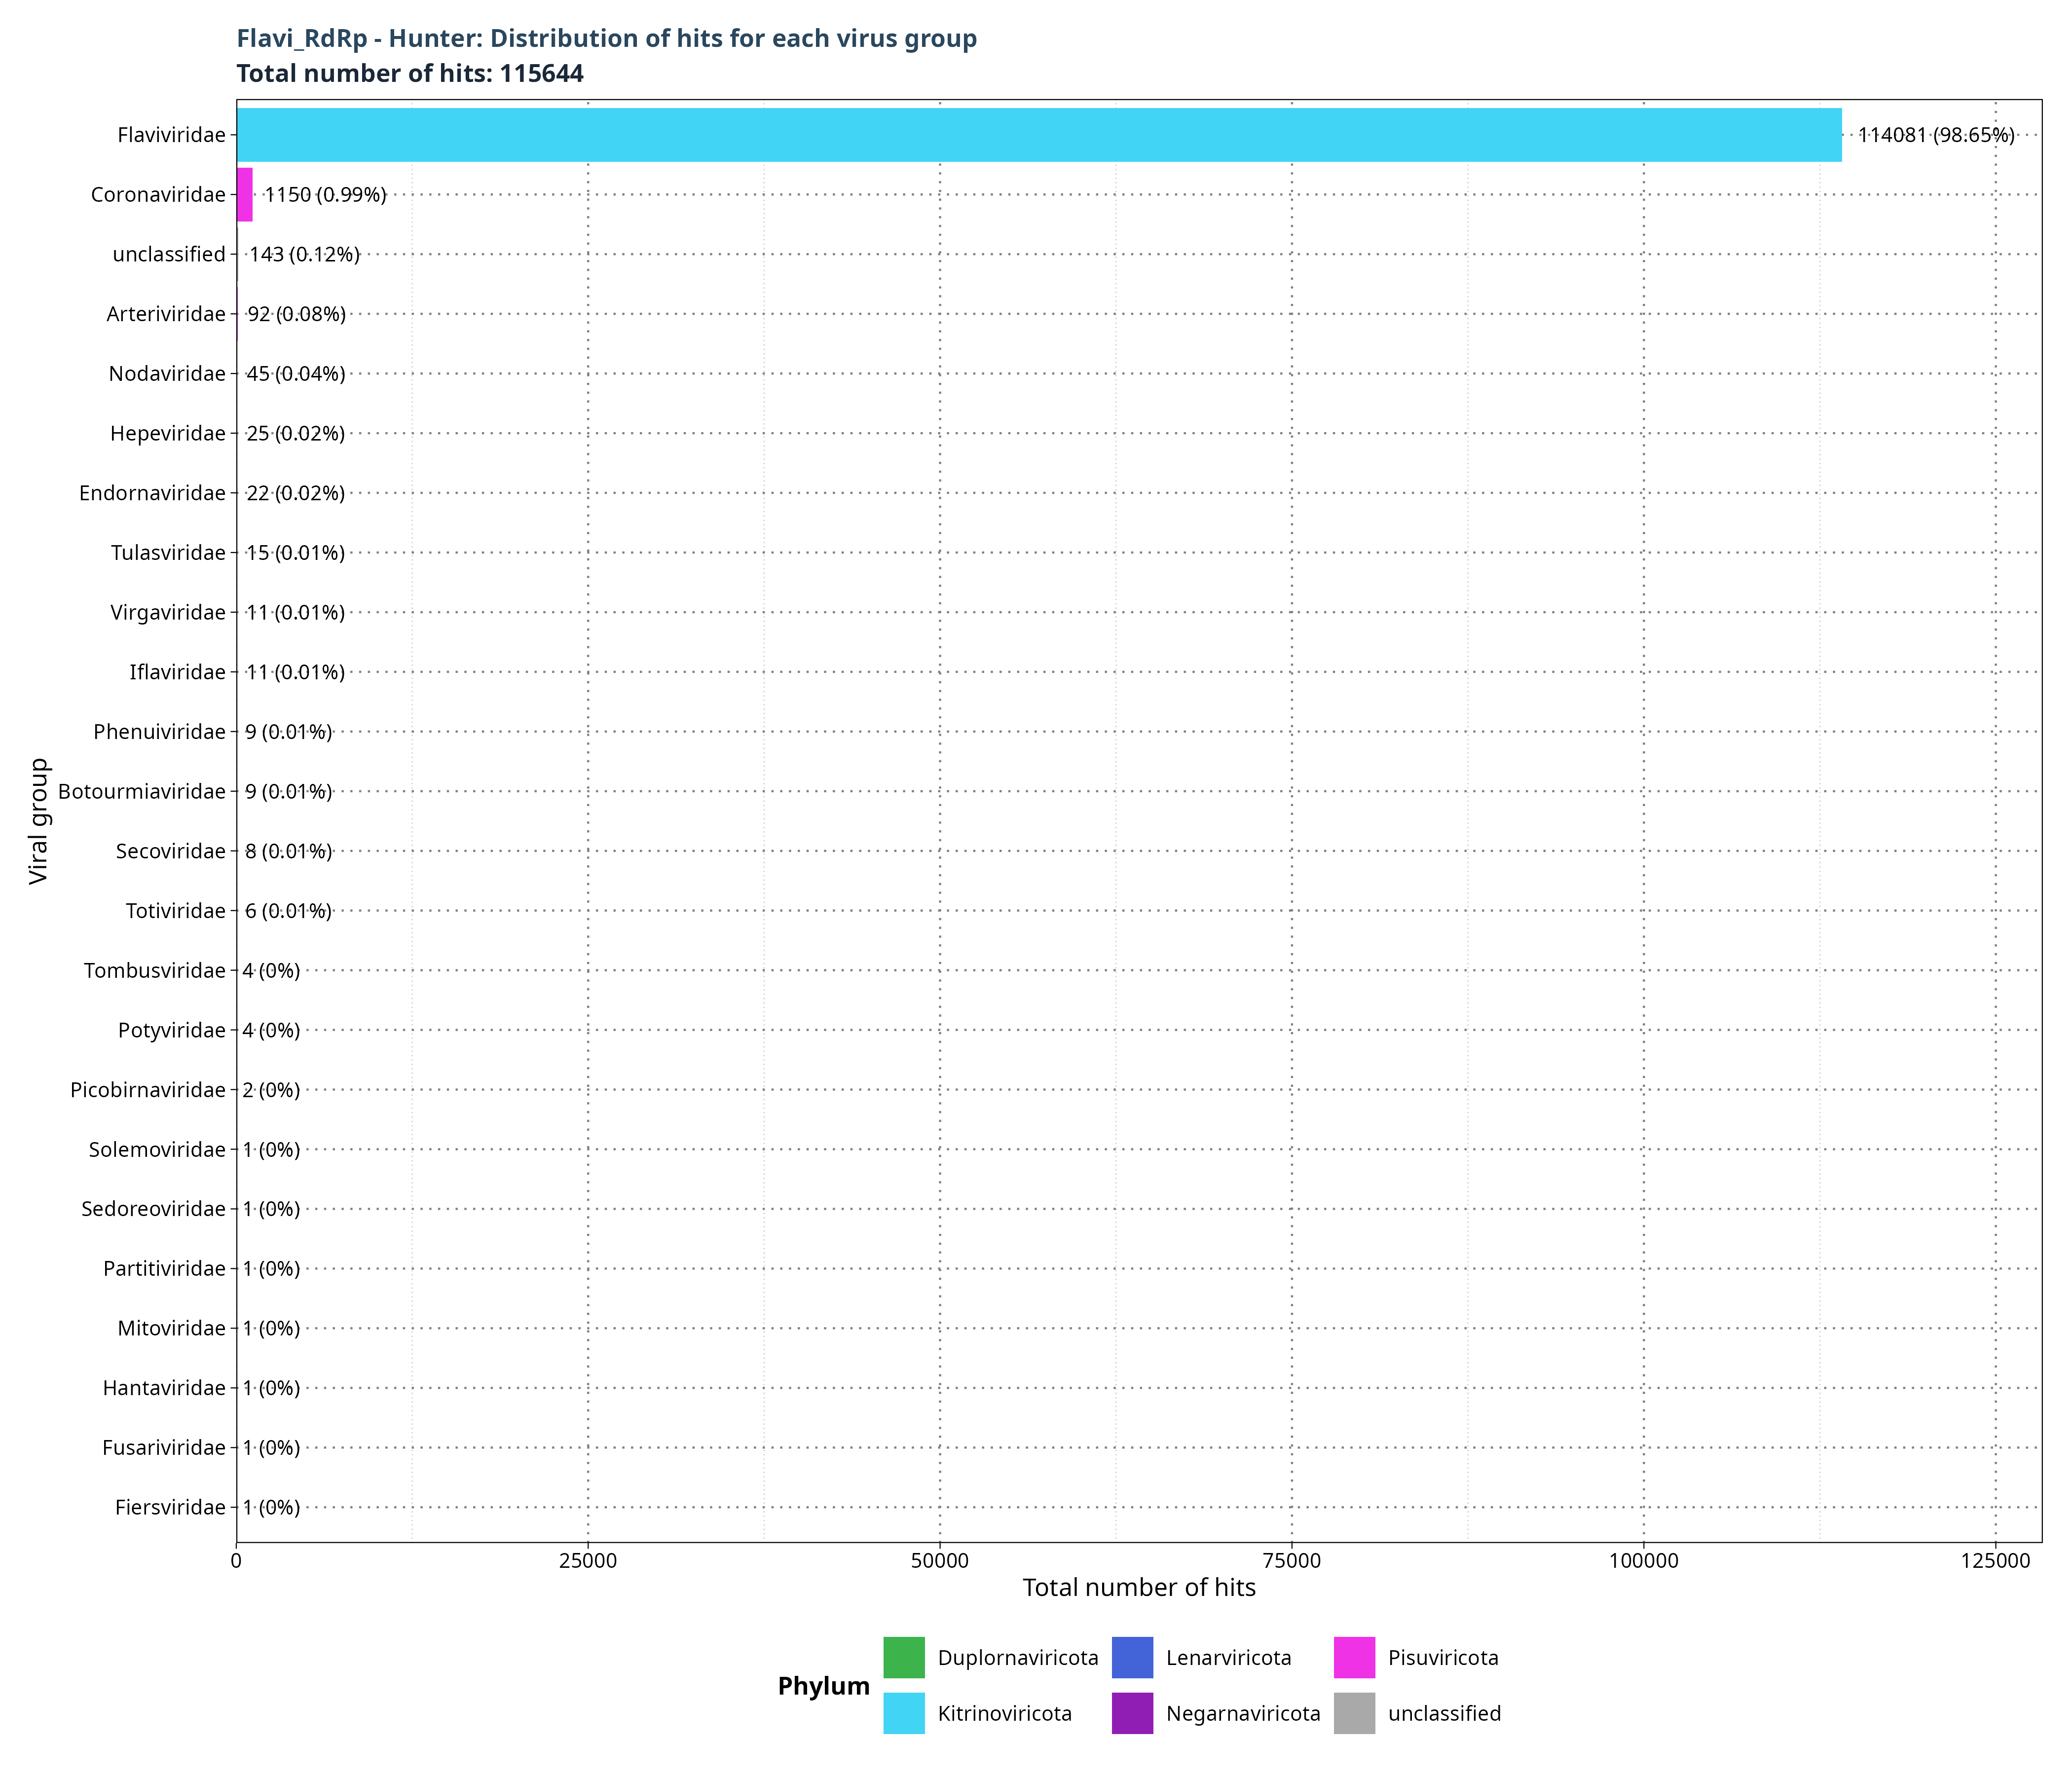 Flavi_RdRp - Hunter: Distribution of hits for each virus group
Total number of hits: 115644
Viral group
Flaviviridae 114081 (98.65%)
Coronaviridae 1150 (0.99%)
unclassified 143 (0.12%)
Arteriviridae 92 (0.08%)
Nodaviridae 45 (0.04%)
Hepeviridae 25 (0.02%)
Endornaviridae 22 (0.02%)
Tulasviridae 15 (0.01%)
Virgaviridae 11 (0.01%)
Iflaviridae 11 (0.01%)
Phenuiviridae 9 (0.01%)
Botourmiaviridae 9 (0.01%)
Secoviridae 8 (0.01%)
Totiviridae 6 (0.01%)
Tombusviridae 4 (0%)
Potyviridae 4 (0%)
Picobirnaviridae 2 (0%)
Solemoviridae 1 (0%)
Sedoreoviridae 1 (0%)
Partitiviridae 1 (0%)
Mitoviridae 1 (0%)
Hantaviridae 1 (0%)
Fusariviridae 1 (0%)
Fiersviridae 1 (0%)
0 25000 50000 75000 100000 125000
Total number of hits
Phylum
Duplornaviricota Lenarviricota Pisuviricota
Kitrinoviricota Negarnaviricota unclassified